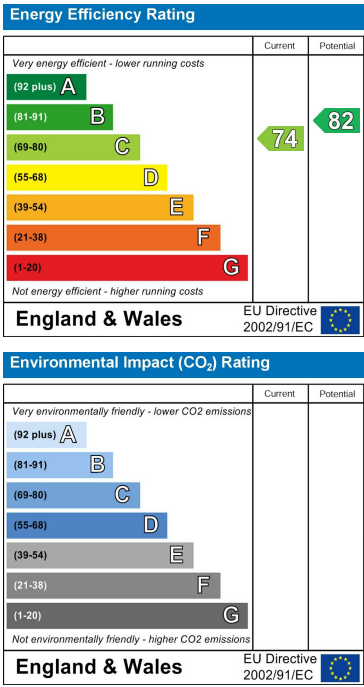 Energy Efficiency Rating
Current Potential
Very energy efficient - lower running costs
(92 plus) A
(81-91) B
(69-80) C
(55-68) D
(39-54) E
(21-38) F
(1-20) G
74
82
Not energy efficient - higher running costs
England & Wales
EU Directive
2002/91/EC
Environmental Impact (CO₂) Rating
Current Potential
Very environmentally friendly - lower CO2 emissions
(92 plus) A
(81-91) B
(69-80) C
(55-68) D
(39-54) E
(21-38) F
(1-20) G
Not environmentally friendly - higher CO2 emissions
England & Wales
EU Directive
2002/91/EC